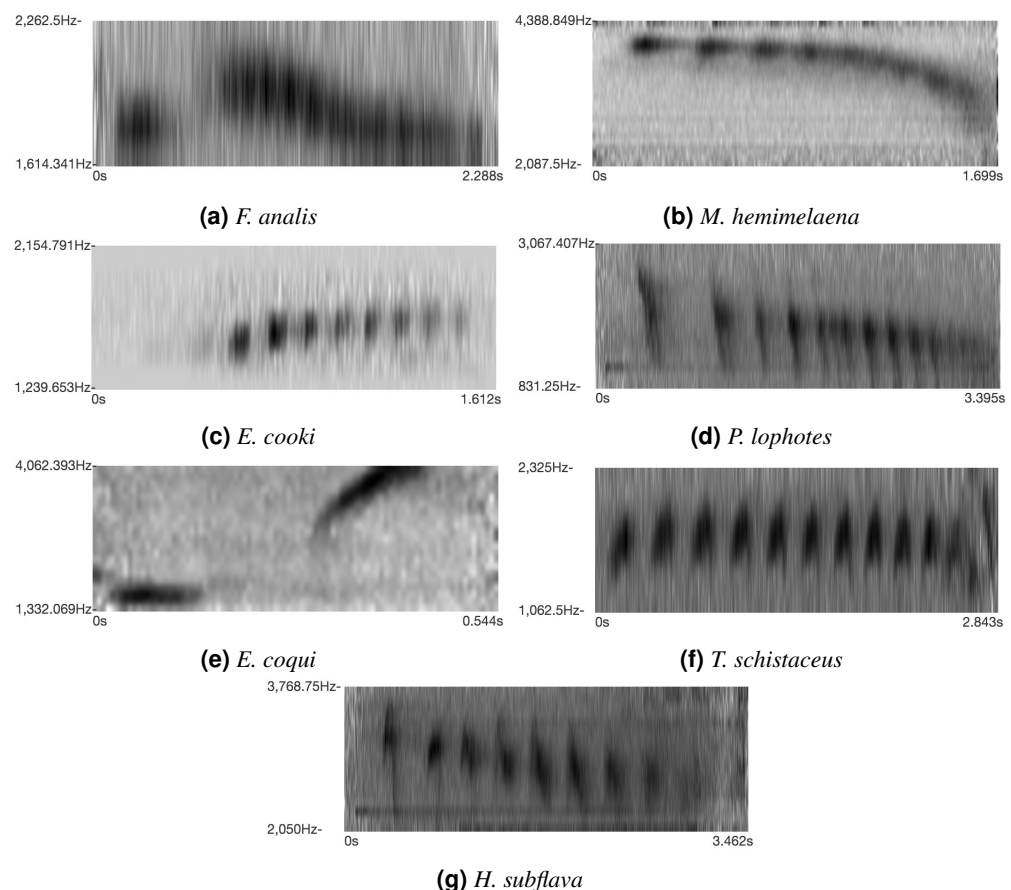 2,262.5Hz-
1,614.341Hz-
0s 2.288s
(a) F. analis
4,388.849Hz-
2,087.5Hz-
0s 1.699s
(b) M. hemimelaena
2,154.791Hz-
1,239.653Hz-
0s 1.612s
(c) E. cooki
3,067.407Hz-
831.25Hz-
0s 3.395s
(d) P. lophotes
4,062.393Hz-
1,332.069Hz-
0s 0.544s
(e) E. coqui
2,325Hz-
1,062.5Hz-
0s 2.843s
(f) T. schistaceus
3,768.75Hz-
2,050Hz-
0s 3.462s
(g) H. subflava